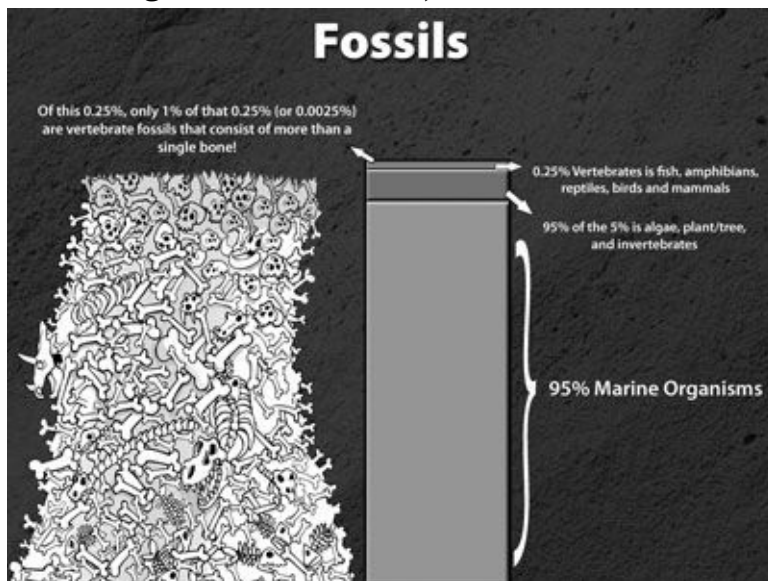 Fossils
Of this 0.25%, only 1% of that 0.25% (or 0.0025%)
are vertebrate fossils that consist of more than a
single bone!
0.25% Vertebrates is fish, amphibians,
reptiles, birds and mammals
95% of the 5% is algae, plant/tree,
and invertebrates
95% Marine Organisms